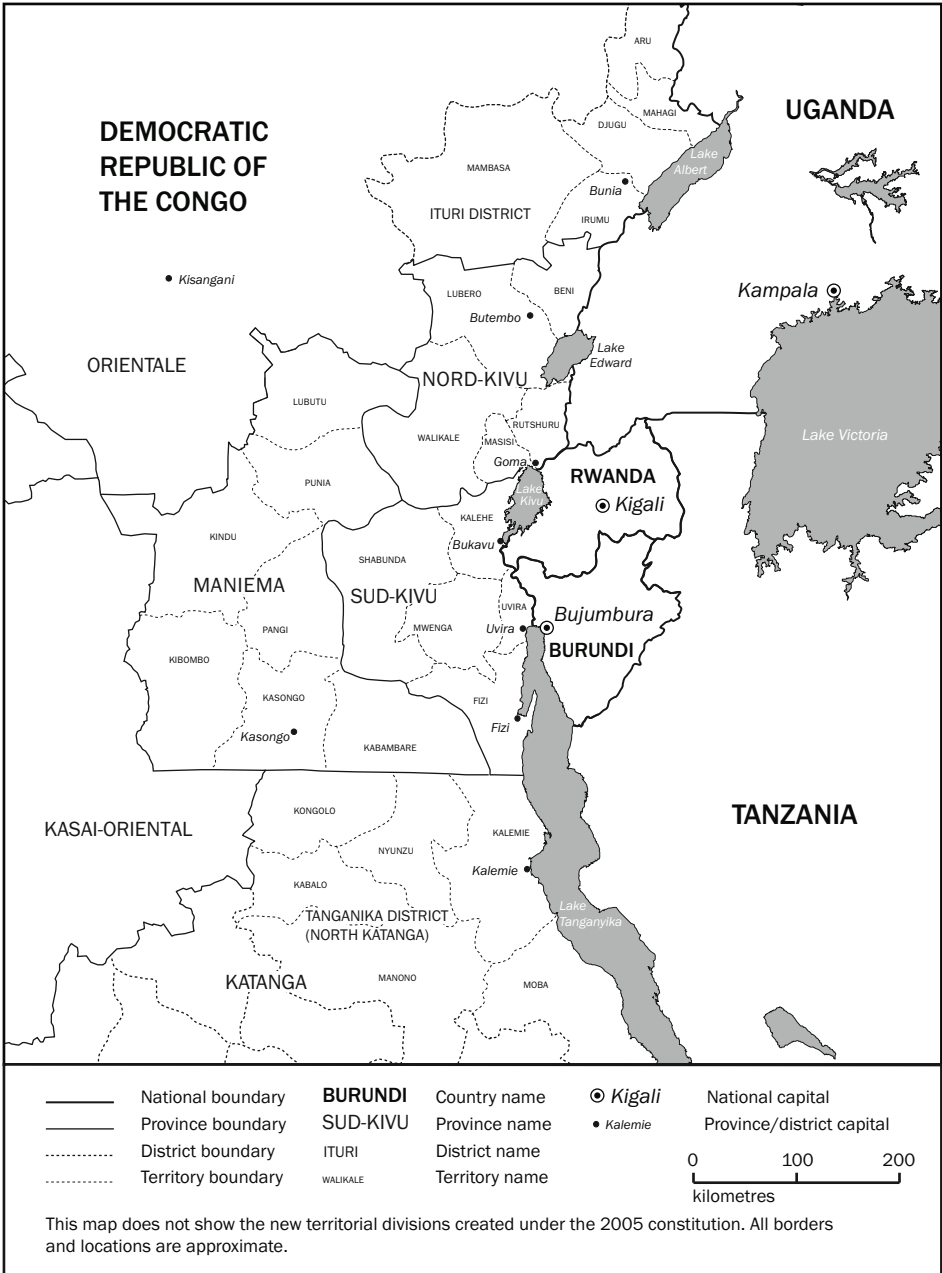 ARU
UGANDA
MAHAGI
DJUGU
DEMOCRATIC
REPUBLIC OF
THE CONGO
Lake
Albert
MAMBASA
Bunia
ITURI DISTRICT
IRUMU
Kisangani
LUBERO
BENI
Kampala
Butembo
Lake
Edward
ORIENTALE
NORD-KIVU
LUBUTU
RUTSHURU
WALIKALE
MASISI
Lake Victoria
Goma
RWANDA
PUNIA
Lake
Kivu
Kigali
KALEHE
KINDU
Bukavu
SHABUNDA
MANIEMA
SUD-KIVU
UVIRA
Bujumbura
PANGI
MWENGA
Uvira
BURUNDI
KIBOMBO
KASONGO
FIZI
Kasongo
Fizi
KABAMBARE
KONGOLO
TANZANIA
KASAI-ORIENTAL
KALEMIE
NYUNZU
Kalemie
KABALO
Lake
Tanganyika
TANGANIKA DISTRICT
(NORTH KATANGA)
KATANGA
MANONO
MOBA
National boundary BURUNDI Country name Kigali National capital
Province boundary SUD-KIVU Province name Kalemie Province/district capital
District boundary ITURI District name
Territory boundary WALIKALE Territory name
0 100 200
kilometres
This map does not show the new territorial divisions created under the 2005 constitution. All borders
and locations are approximate.